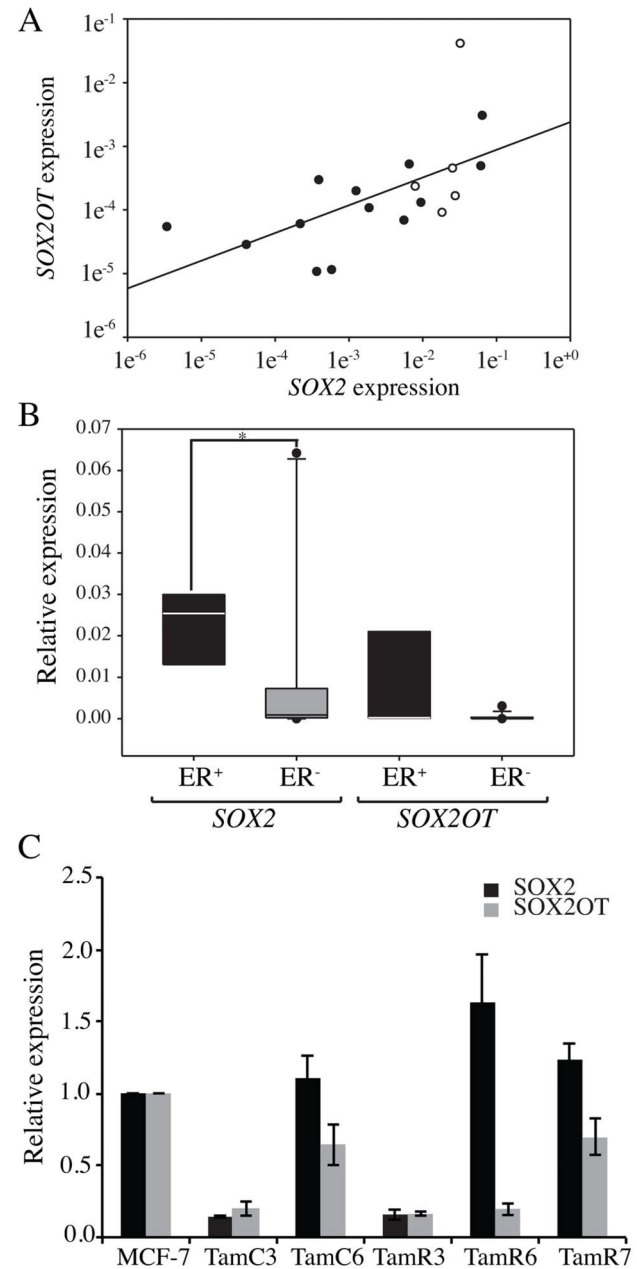 A
1e-1
1e-2
1e-3
1e-4
1e-5
1e-6
SOX2OT expression
1e-6 1e-5 1e-4 1e-3 1e-2 1e-1 1e+0
SOX2 expression
B
0.07
0.06
0.05
0.04
0.03
0.02
0.01
0.00
Relative expression
*
ER+ ER- ER+ ER-
SOX2 SOX2OT
C
2.5
2.0
1.5
1.0
0.5
0.0
Relative expression
SOX2
SOX2OT
MCF-7 TamC3 TamC6 TamR3 TamR6 TamR7